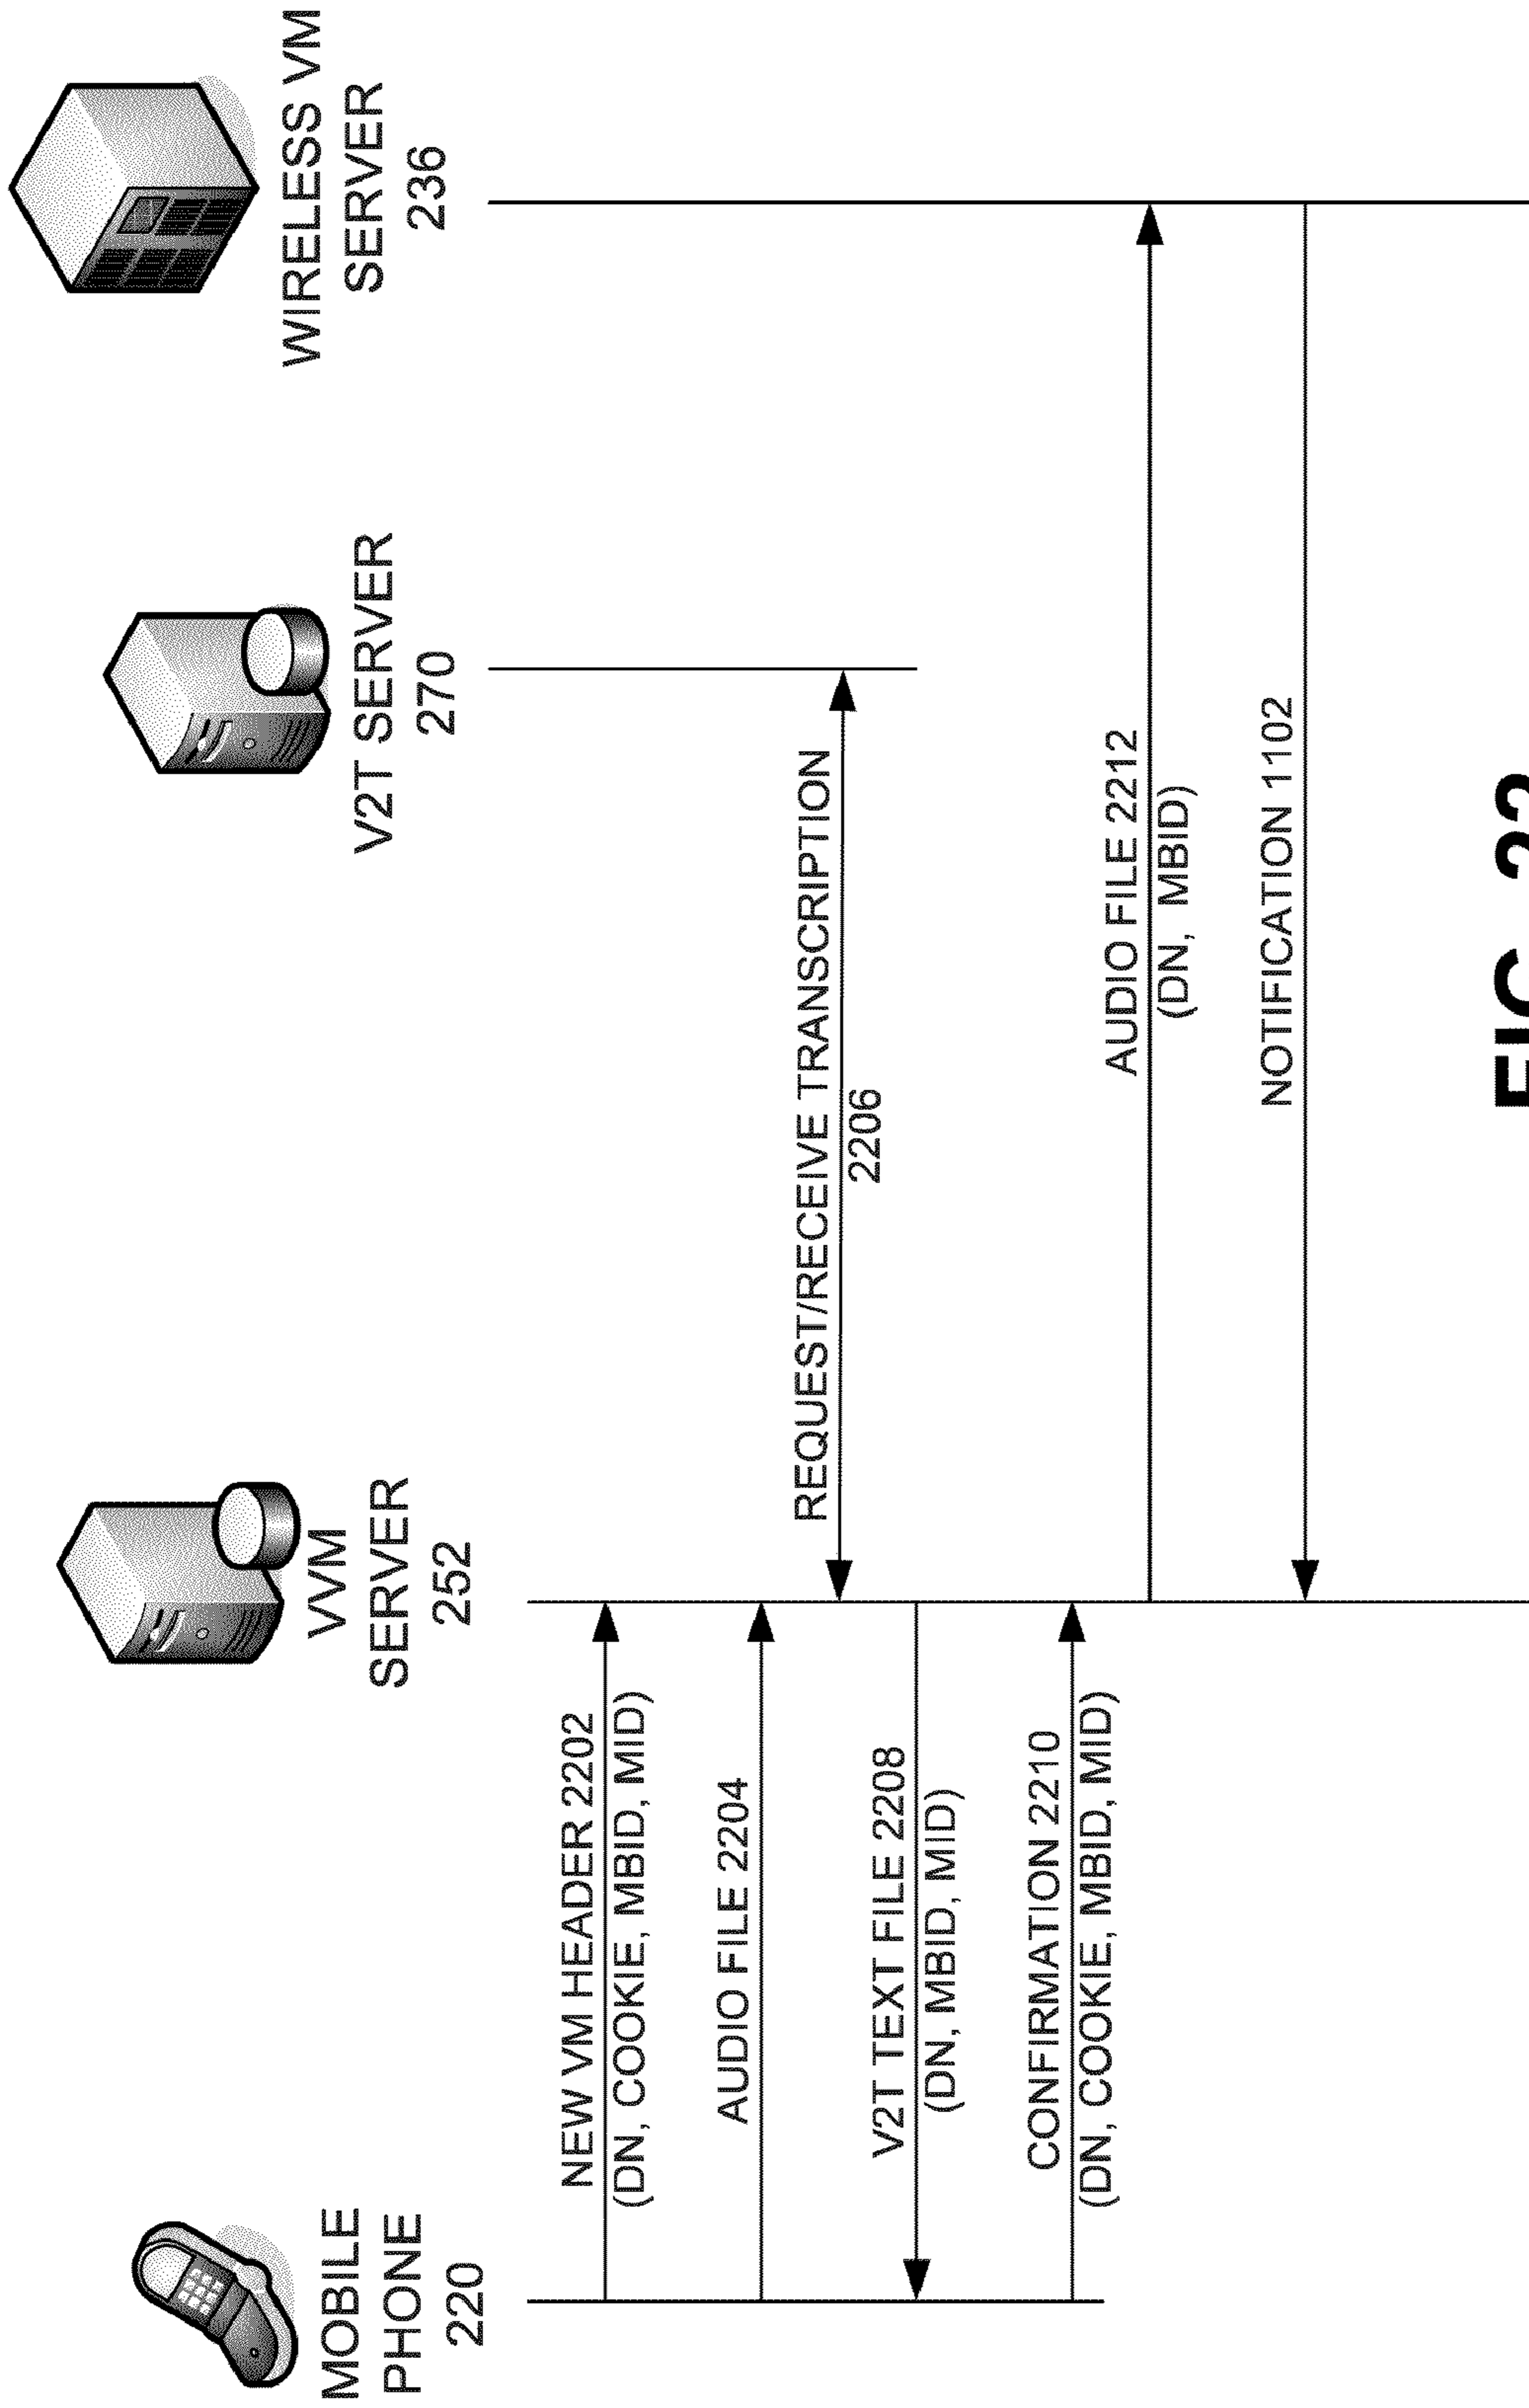 MOBILE
PHONE
220
VVM
SERVER
252
V2T SERVER
270
WIRELESS VM
SERVER
236
NEW VM HEADER 2202
(DN, COOKIE, MBID, MID)
AUDIO FILE 2204
REQUEST/RECEIVE TRANSCRIPTION
2206
V2T TEXT FILE 2208
(DN, MBID, MID)
CONFIRMATION 2210
(DN, COOKIE, MBID, MID)
AUDIO FILE 2212
(DN, MBID)
NOTIFICATION 1102